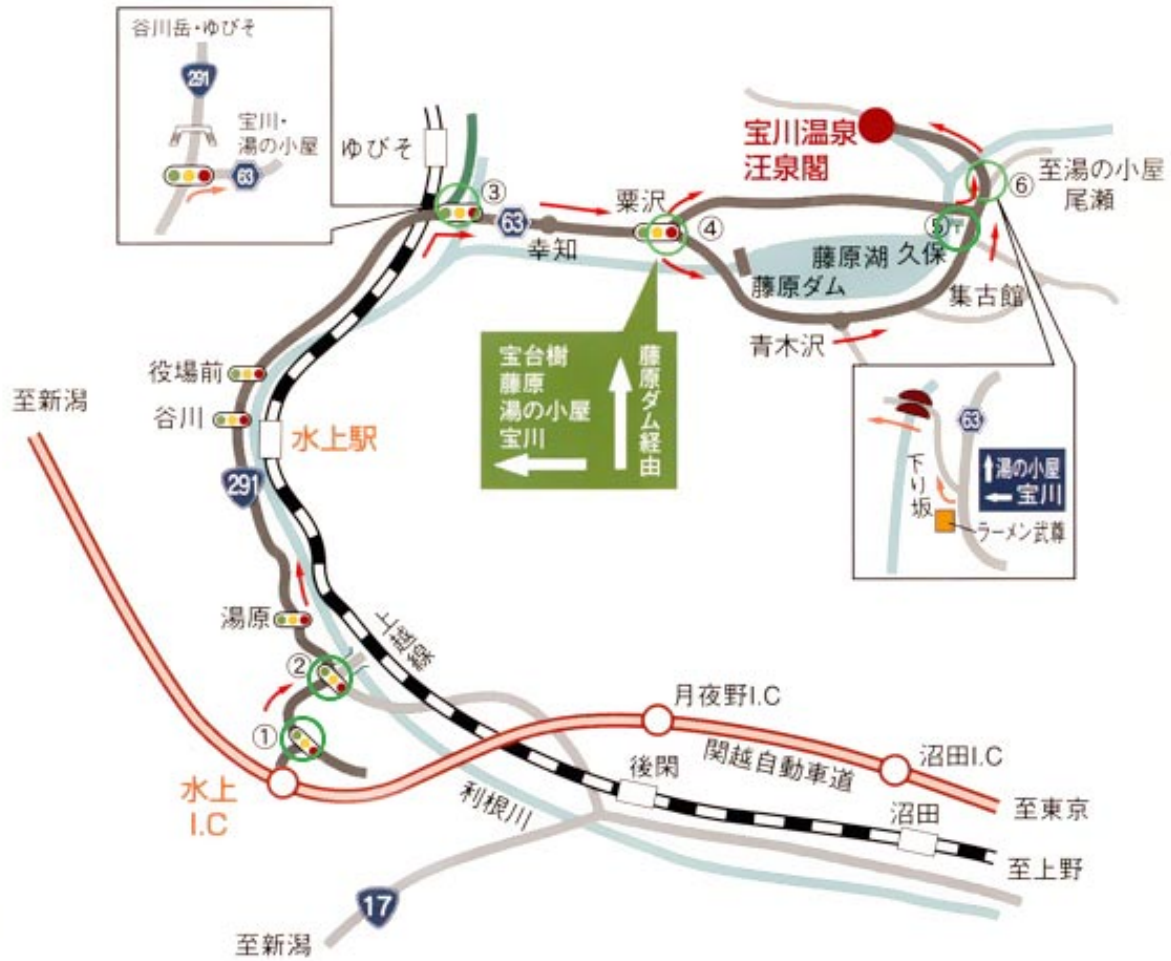 谷川岳・ゆびそ
291
宝川・
湯の小屋
63
ゆびそ
③
63
幸知
粟沢
④
宝川温泉
汪泉閣
⑥
至湯の小屋
尾瀬
⑤
藤原湖
久保
藤原ダム
集古館
青木沢
宝台樹
藤原
湯の小屋
宝川
藤原ダム経由
63
下り坂
湯の小屋
宝川
ラーメン武尊
役場前
谷川
至新潟
水上駅
291
湯原
上越線
②
①
水上
I.C
月夜野I.C
関越自動車道
沼田I.C
至東京
後閑
利根川
沼田
至上野
17
至新潟